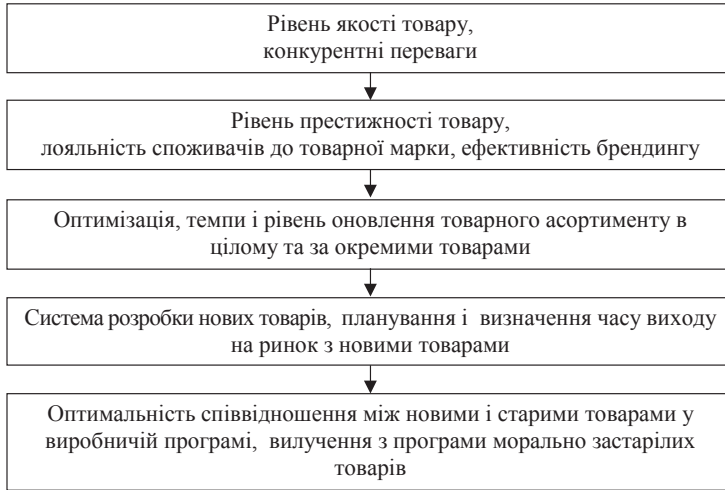 Рівень якості товару,
конкурентні переваги
Рівень престижності товару,
лояльність споживачів до товарної марки, ефективність брендингу
Оптимізація, темпи і рівень оновлення товарного асортименту в
цілому та за окремими товарами
Система розробки нових товарів, планування і визначення часу виходу
на ринок з новими товарами
Оптимальність співвідношення між новими і старими товарами у
виробничій програмі, вилучення з програми морально застарілих
товарів